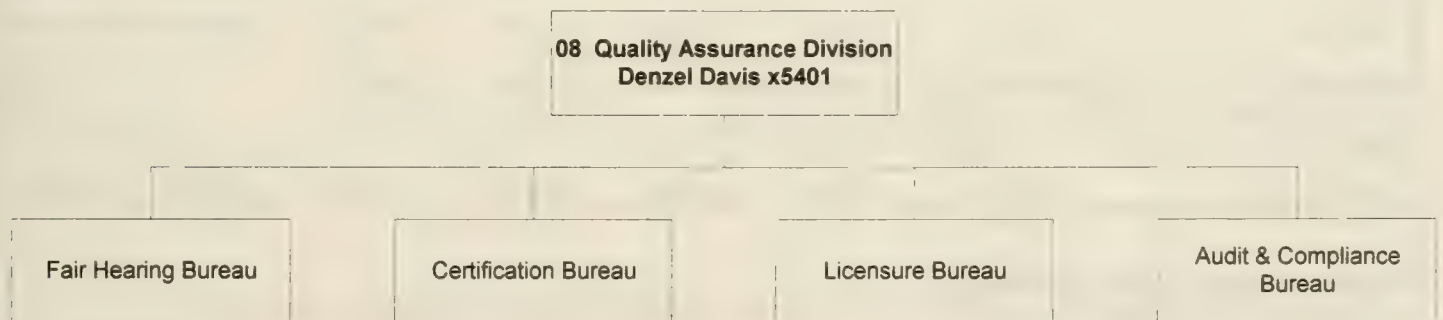 08 Quality Assurance Division
Denzel Davis x5401
Fair Hearing Bureau
Certification Bureau
Licensure Bureau
Audit & Compliance
Bureau